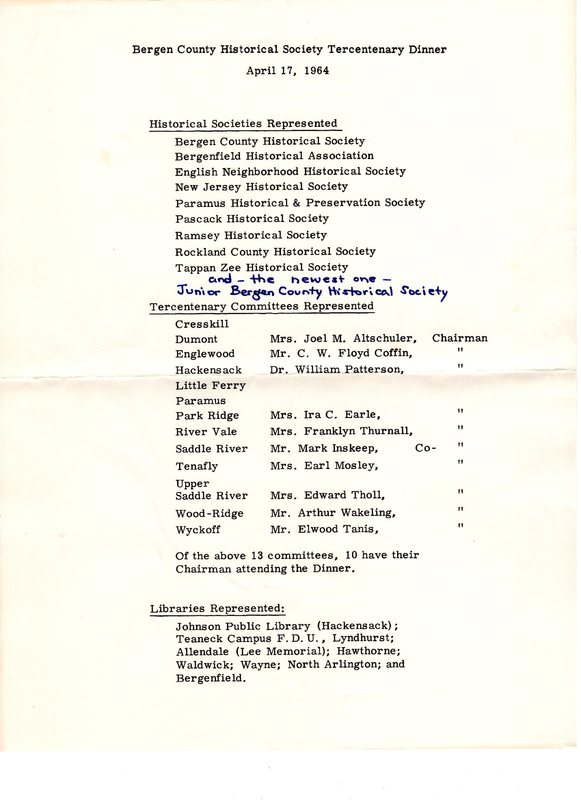 Bergen County Historical Society Tercentenary Dinner
April 17, 1964
Historical Societies Represented
Bergen County Historical Society
Bergenfield Historical Association
English Neighborhood Historical Society
New Jersey Historical Society
Paramus Historical & Preservation Society
Pascack Historical Society
Ramsey Historical Society
Rockland County Historical Society
Tappan Zee Historical Society
and - the newest one -
Junior Bergen County Historical Society
Tercentenary Committees Represented
Cresskill
Dumont Mrs. Joel M. Altschuler, Chairman
Englewood Mr. C. W. Floyd Coffin, "
Hackensack Dr. William Patterson, "
Little Ferry
Paramus
Park Ridge Mrs. Ira C. Earle, "
River Vale Mrs. Franklyn Thurnall, "
Saddle River Mr. Mark Inskeep, Co- "
Tenafly Mrs. Earl Mosley, "
Upper
Saddle River Mrs. Edward Tholl, "
Wood-Ridge Mr. Arthur Wakeling, "
Wyckoff Mr. Elwood Tanis, "
Of the above 13 committees, 10 have their
Chairman attending the Dinner.
Libraries Represented:
Johnson Public Library (Hackensack);
Teaneck Campus F. D. U., Lyndhurst;
Allendale (Lee Memorial); Hawthorne;
Waldwick; Wayne; North Arlington; and
Bergenfield.